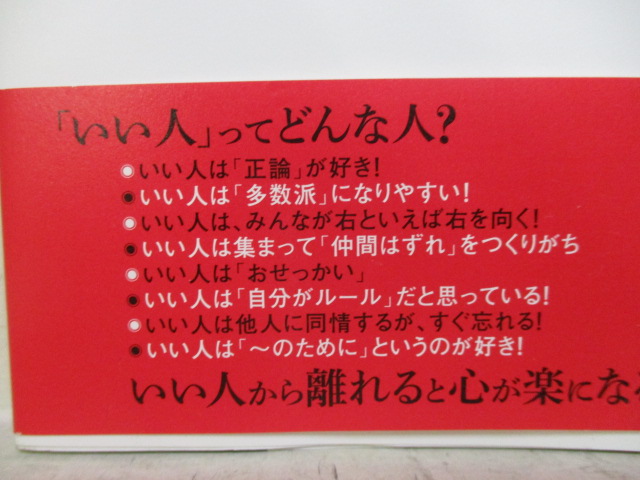 「いい人」ってどんな人?
いい人は「正論」が好き!
いい人は「多数派」になりやすい!
いい人は、みんなが右といえば右を向く!
いい人は集まって「仲間はずれ」をつくりがち
いい人は「おせっかい」
いい人は「自分がルール」だと思っている!
いい人は他人に同情するが、すぐ忘れる!
いい人は「〜のために」というのが好き!
いい人から離れると心が楽にな